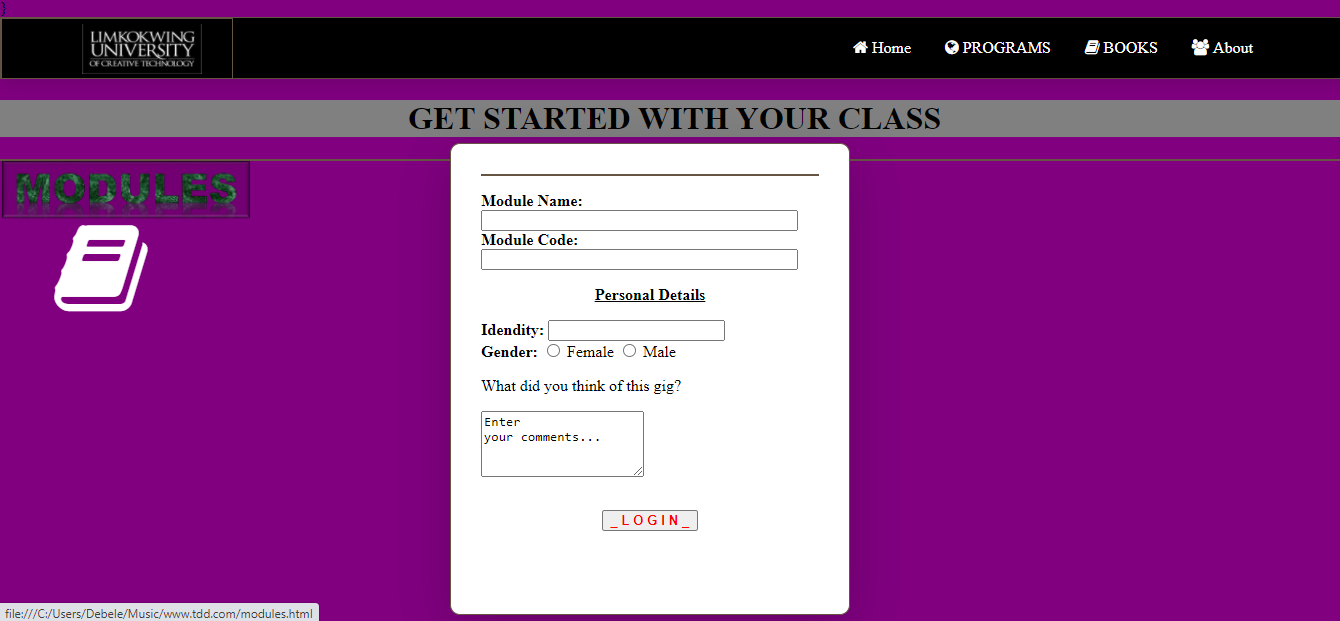 }
LIMKOKWING
UNIVERSITY
OF CREATIVE TECHNOLOGY
Home PROGRAMS BOOKS About
GET STARTED WITH YOUR CLASS
MODULES
Module Name:
Module Code:
Personal Details
Idendity:
Gender: Female Male
What did you think of this gig?
Enter
your comments...
_ L O G I N _
file:///C:/Users/Debele/Music/www.tdd.com/modules.html